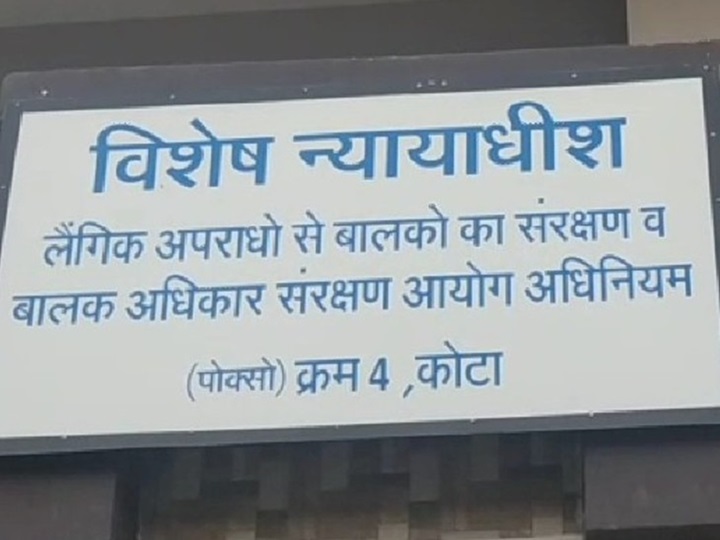 विशेष न्यायाधीश
लैंगिक अपराधो से बालको का संरक्षण व
बालक अधिकार संरक्षण आयोग अधिनियम
(पोक्सो) क्रम 4 ,कोटा